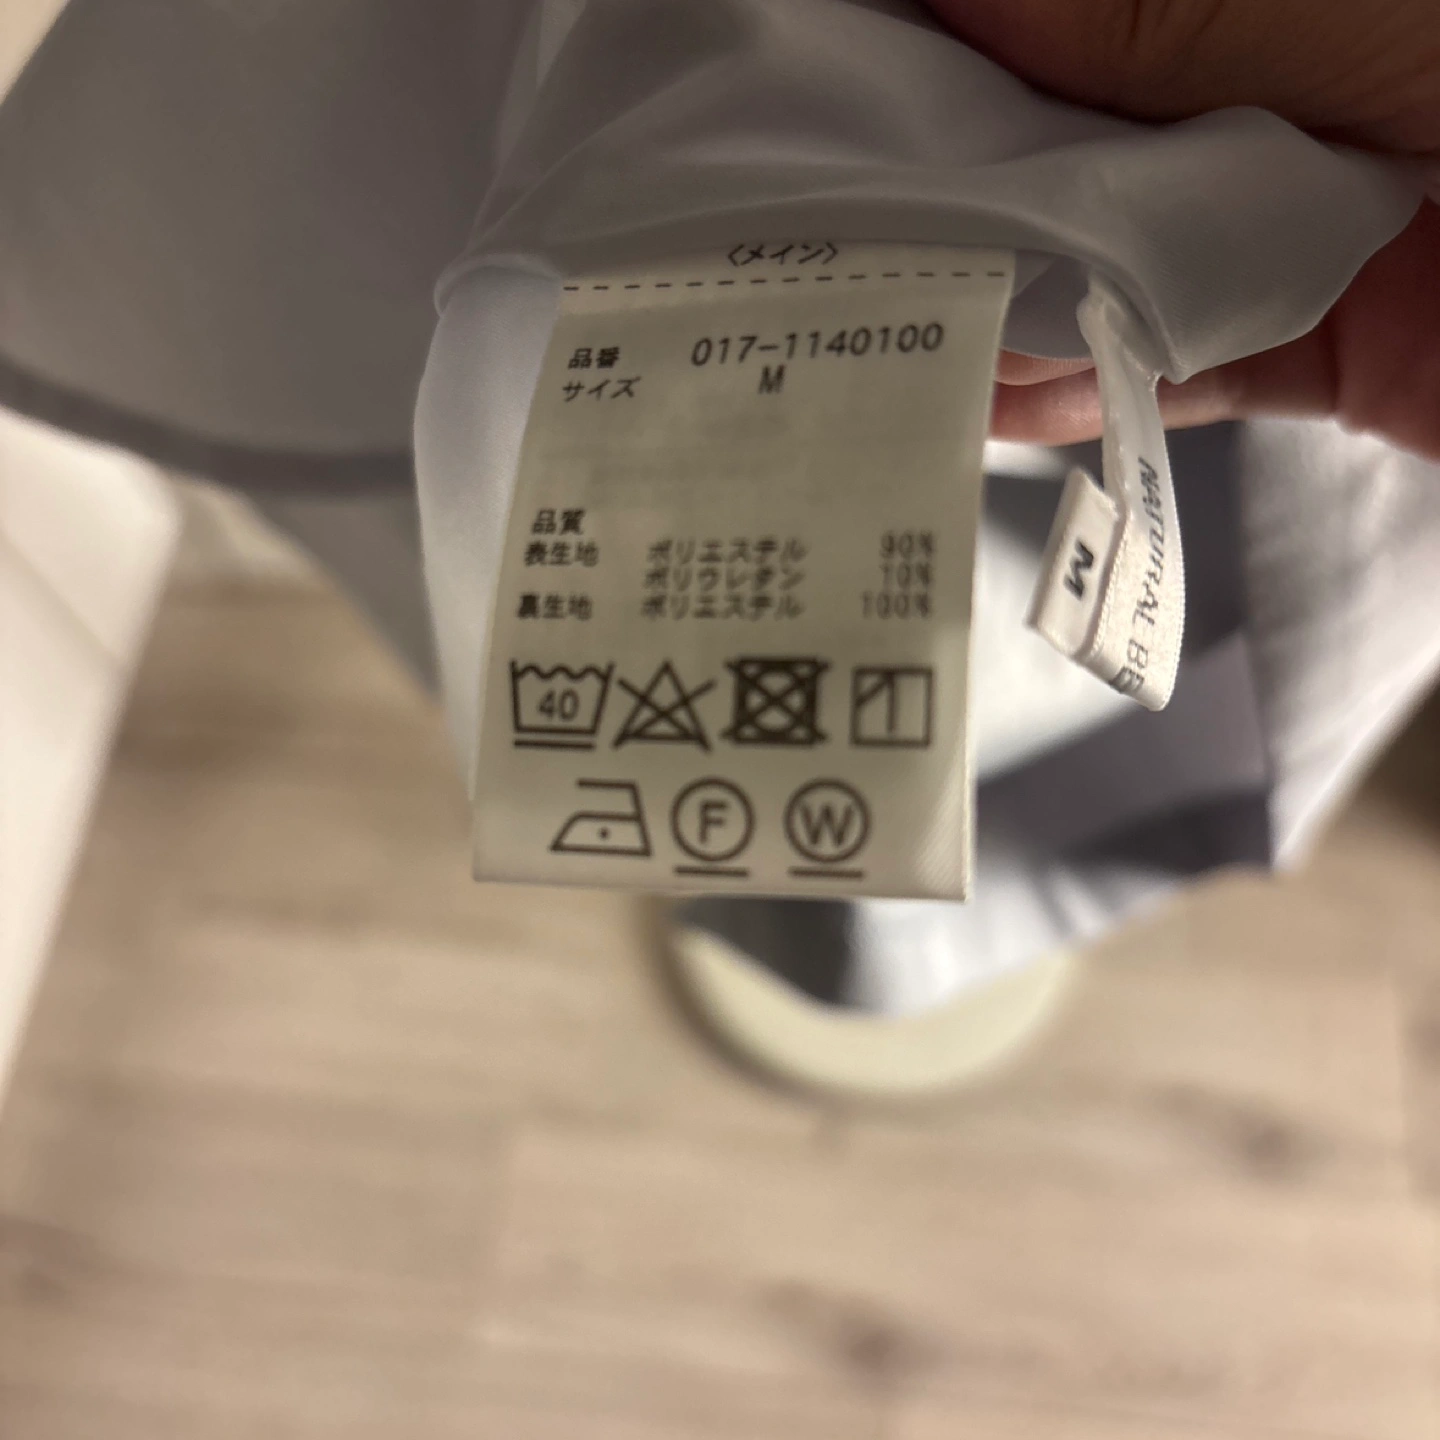 〈メイン〉
品番 017-1140100
サイズ M
品質
表生地 ポリエステル 90%
ポリウレタン 10%
裏生地 ポリエステル 100%
40
F W
M
NATURAL BE